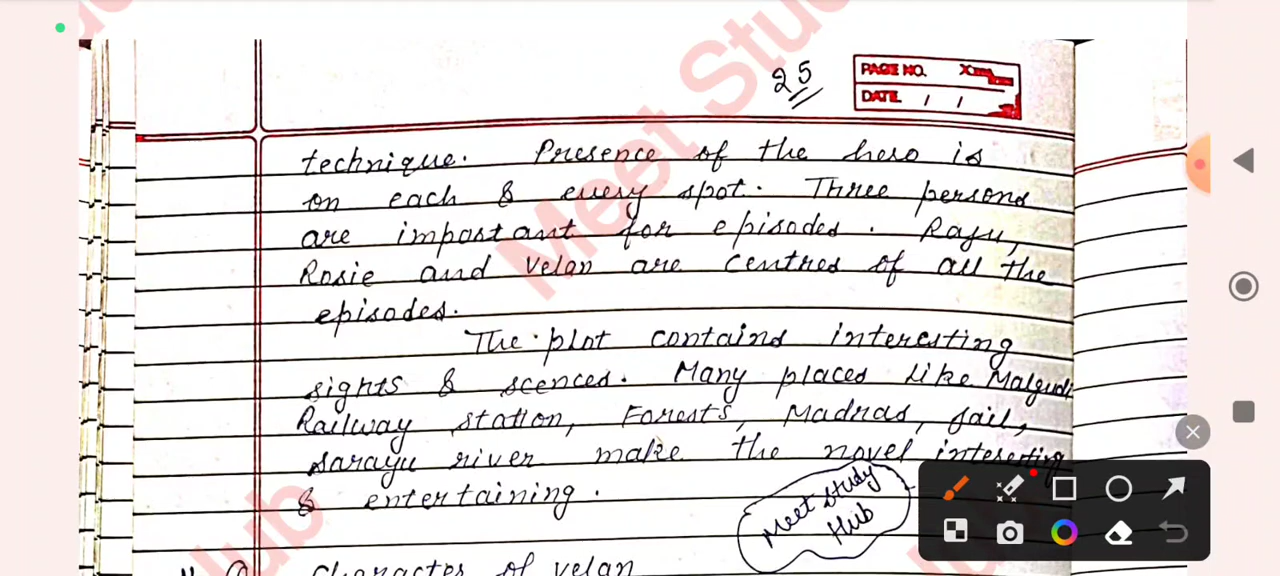 25
PAGE NO.
DATE / /
technique. Presence of the hero is
on each & every spot. Three persons
are important for episodes. Raju,
Rosie and Velan are centres of all the
episodes.
The plot contains interesting
sights & scences. Many places like Malgudi
Railway station, Forests, Madras, jail,
sarayu river make the novel interesting
& entertaining.
Meet Study
Hub
Character of velan
Meet Stu